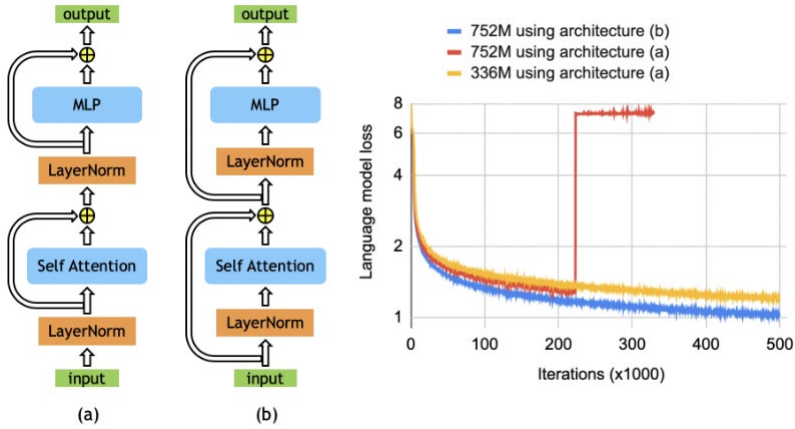 output
MLP
LayerNorm
Self Attention
LayerNorm
input
(a)
output
MLP
LayerNorm
Self Attention
LayerNorm
input
(b)
752M using architecture (b)
752M using architecture (a)
336M using architecture (a)
Language model loss
8
6
4
2
1
0 100 200 300 400 500
Iterations (x1000)